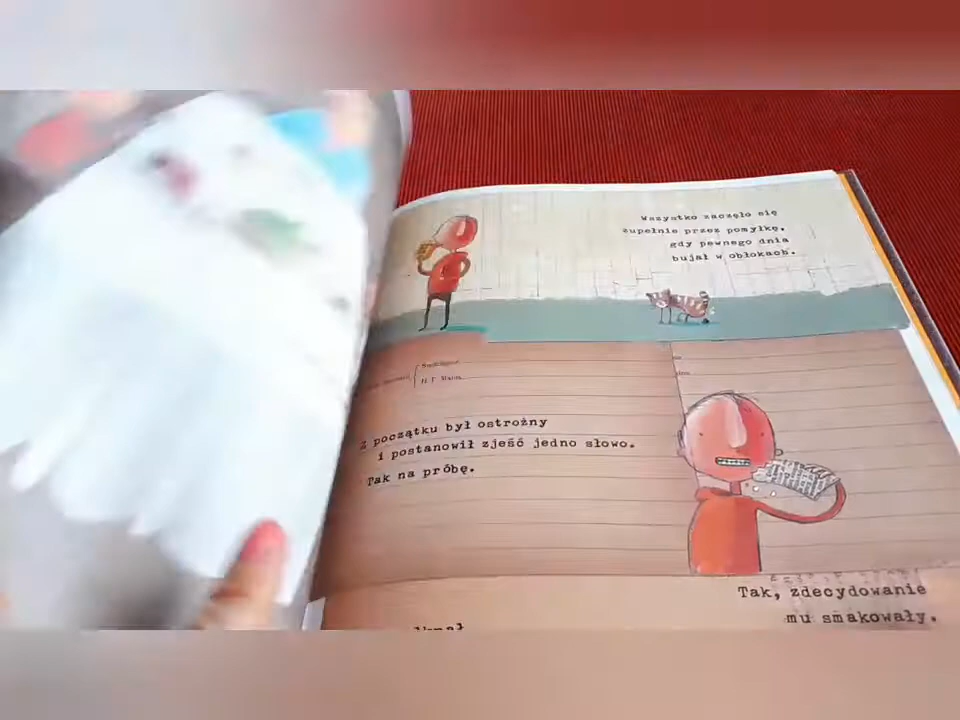 Wszystko zaczęło się
zupełnie przez pomyłkę,
gdy pewnego dnia
bujał w obłokach.
Z początku był ostrożny
i postanowił zjeść jedno słowo.
Tak na próbę.
Tak, zdecydowanie
mu smakowały.